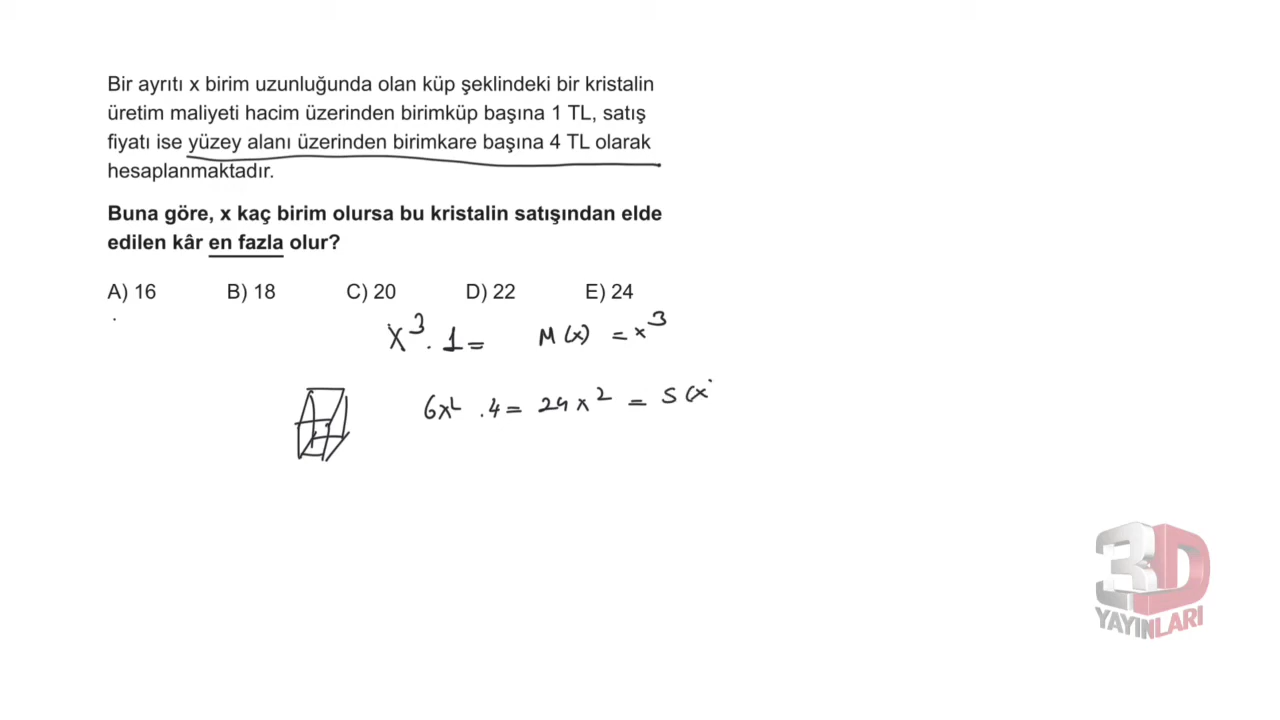 Bir ayrıtı x birim uzunluğunda olan küp şeklindeki bir kristalin
üretim maliyeti hacim üzerinden birimküp başına 1 TL, satış
fiyatı ise yüzey alanı üzerinden birimkare başına 4 TL olarak
hesaplanmaktadır.
Buna göre, x kaç birim olursa bu kristalin satışından elde
edilen kâr en fazla olur?
A) 16 B) 18 C) 20 D) 22 E) 24
x³ . 1 = M(x) = x³
6x² . 4 = 24x² = S(x
3D
YAYINLARI